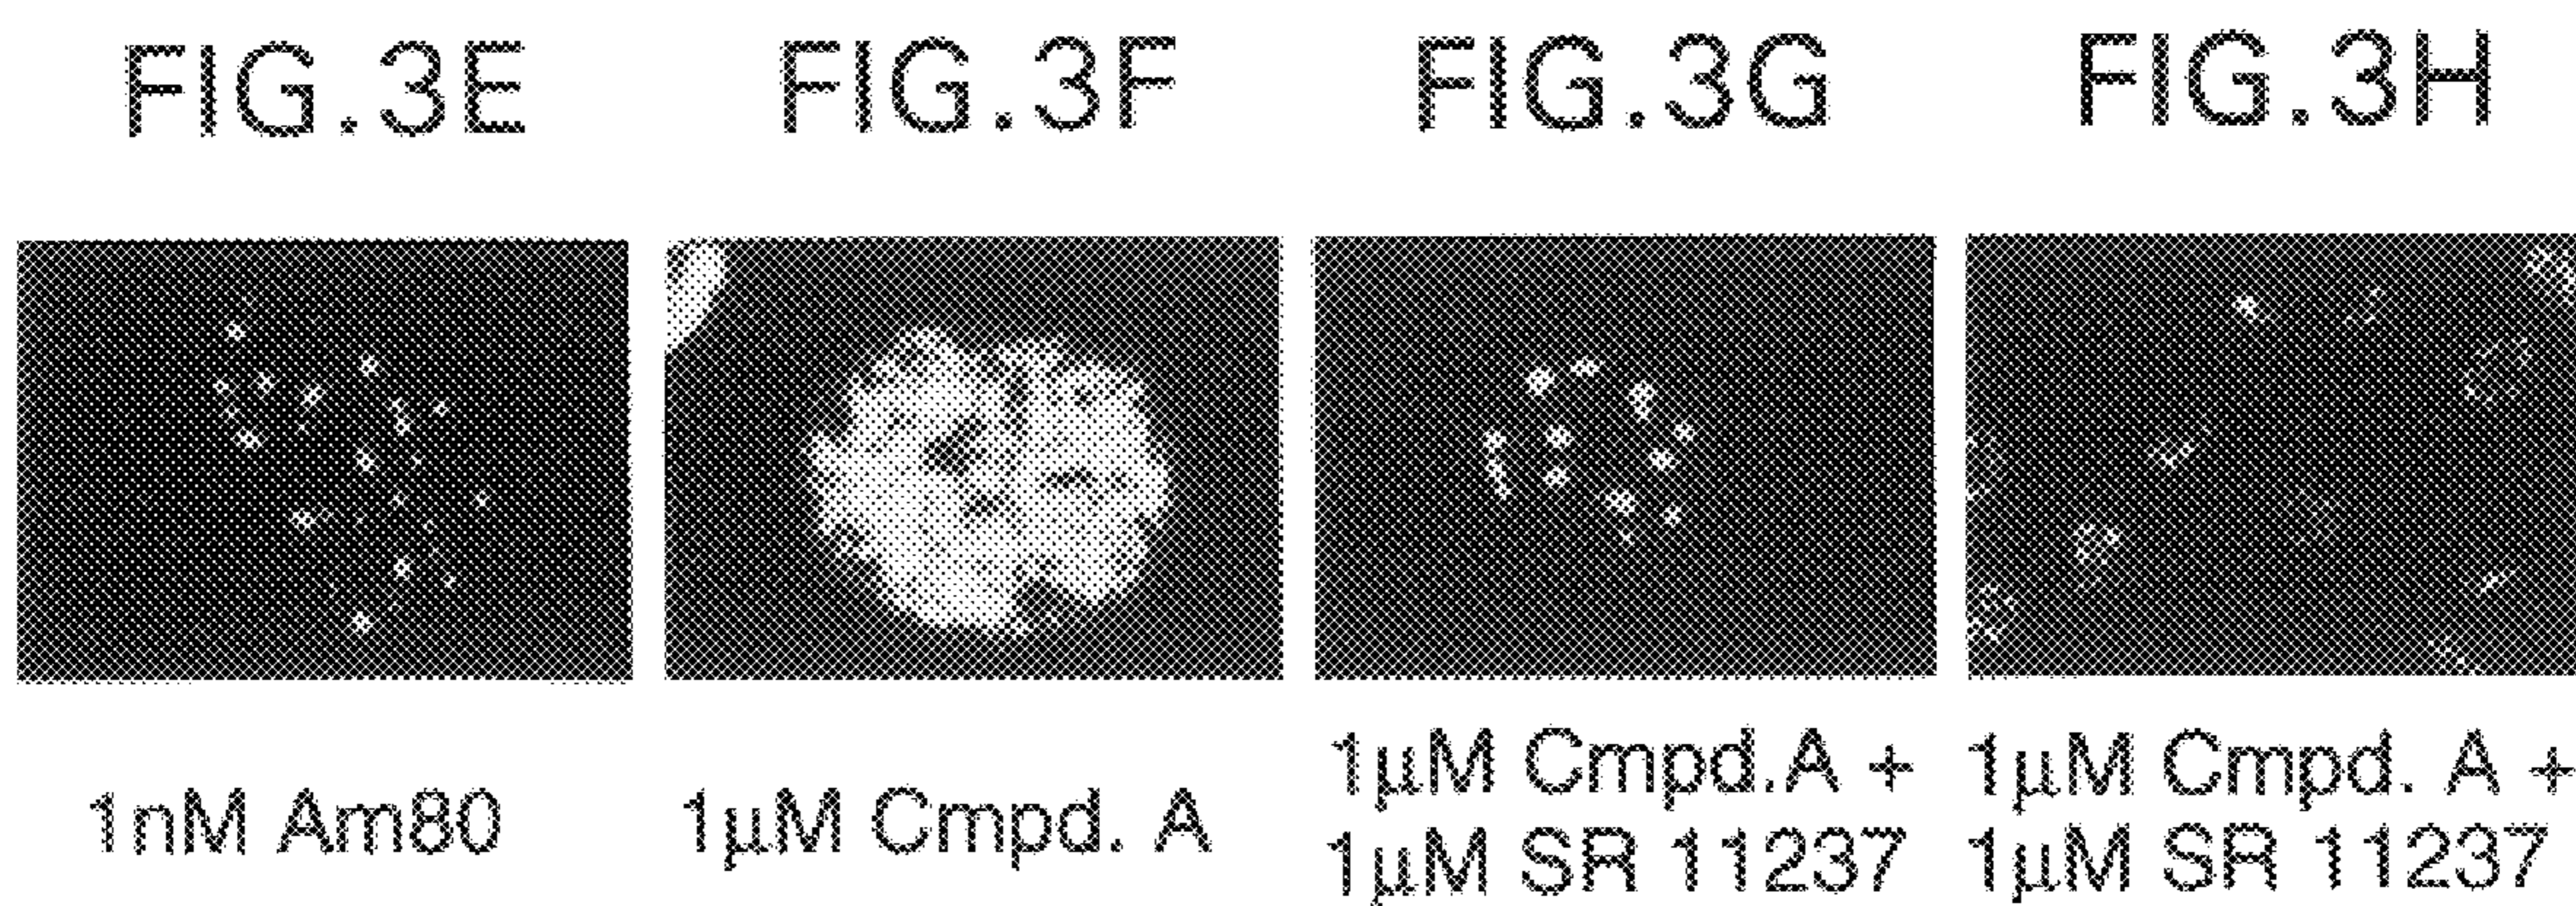 FIG.3E FIG.3F FIG.3G FIG.3H
1nM Am80
1μM Cmpd. A
1μM Cmpd.A +
1μM SR 11237
1μM Cmpd. A +
1μM SR 11237